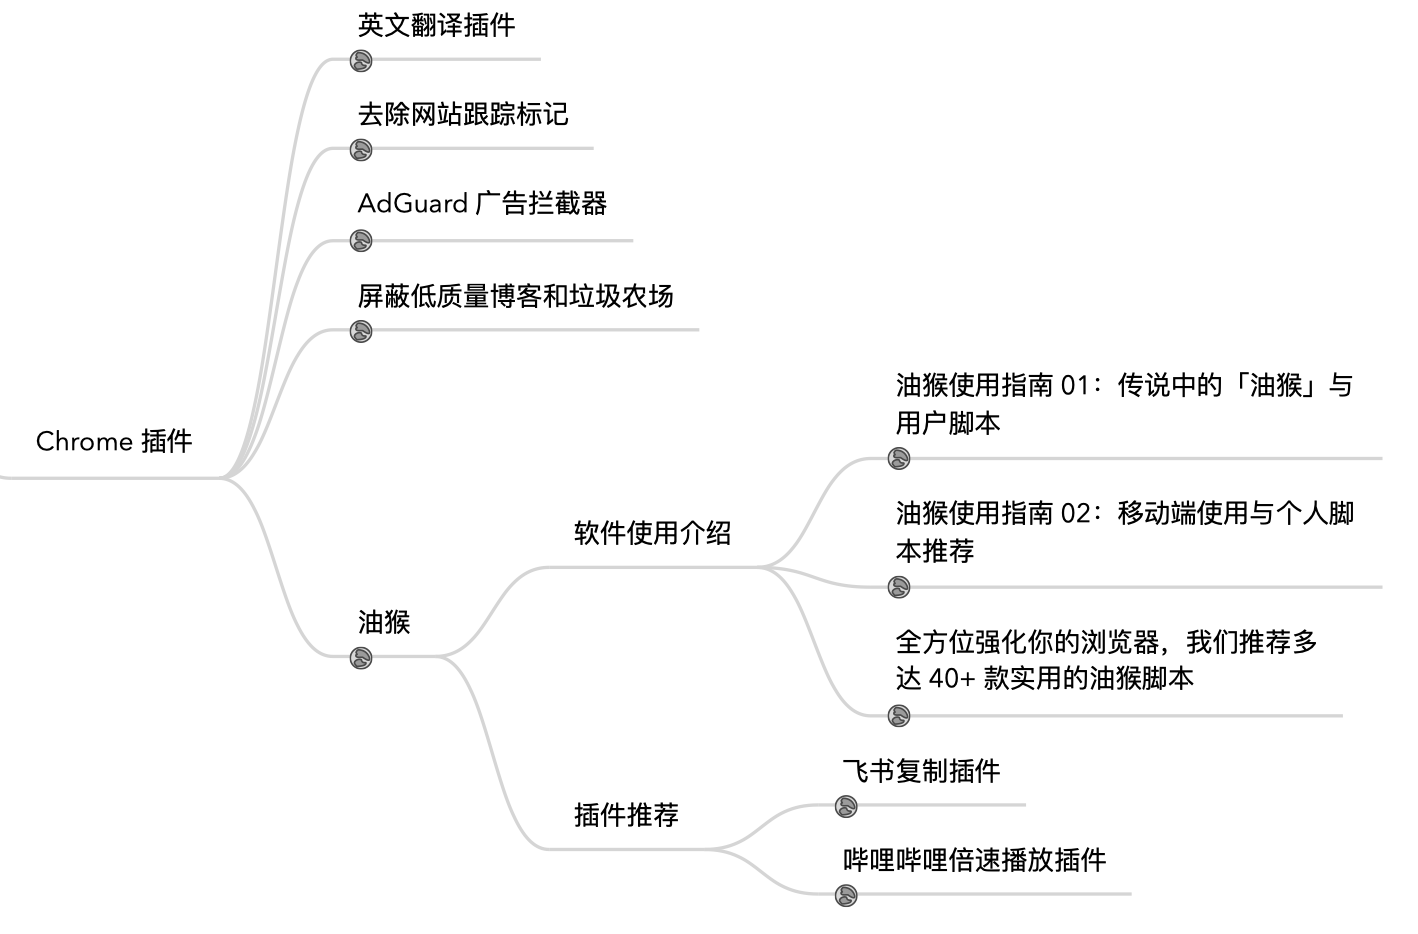 英文翻译插件
去除网站跟踪标记
AdGuard 广告拦截器
屏蔽低质量博客和垃圾农场
Chrome 插件
油猴
软件使用介绍
油猴使用指南 01：传说中的「油猴」与
用户脚本
油猴使用指南 02：移动端使用与个人脚
本推荐
全方位强化你的浏览器，我们推荐多
达 40+ 款实用的油猴脚本
插件推荐
飞书复制插件
哔哩哔哩倍速播放插件